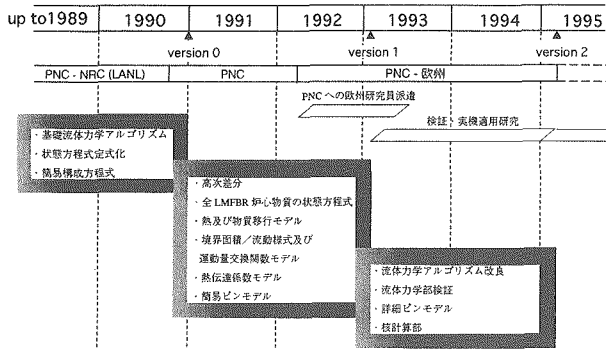 up to1989 1990 1991 1992 1993 1994 1995
version 0 version 1 version 2
PNC - NRC (LANL) PNC PNC - 欧州
PNC への欧州研究員派遣
検証・実機適用研究
・基礎流体力学アルゴリズム
・状態方程式定式化
・簡易構成方程式
・高次差分
・全LMFBR 炉心物質の状態方程式
・熱及び物質移行モデル
・境界面積／流動様式及び
運動量交換関数モデル
・熱伝達係数モデル
・簡易ピンモデル
・流体力学アルゴリズム改良
・流体力学部検証
・詳細ピンモデル
・核計算部